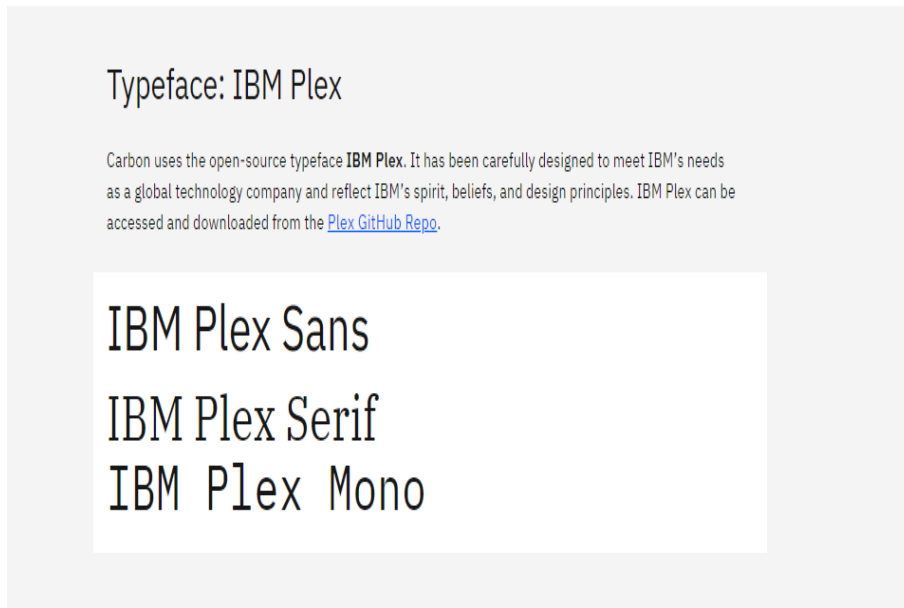 Typeface: IBM Plex
Carbon uses the open-source typeface IBM Plex. It has been carefully designed to meet IBM's needs
as a global technology company and reflect IBM's spirit, beliefs, and design principles. IBM Plex can be
accessed and downloaded from the Plex GitHub Repo.
IBM Plex Sans
IBM Plex Serif
IBM Plex Mono